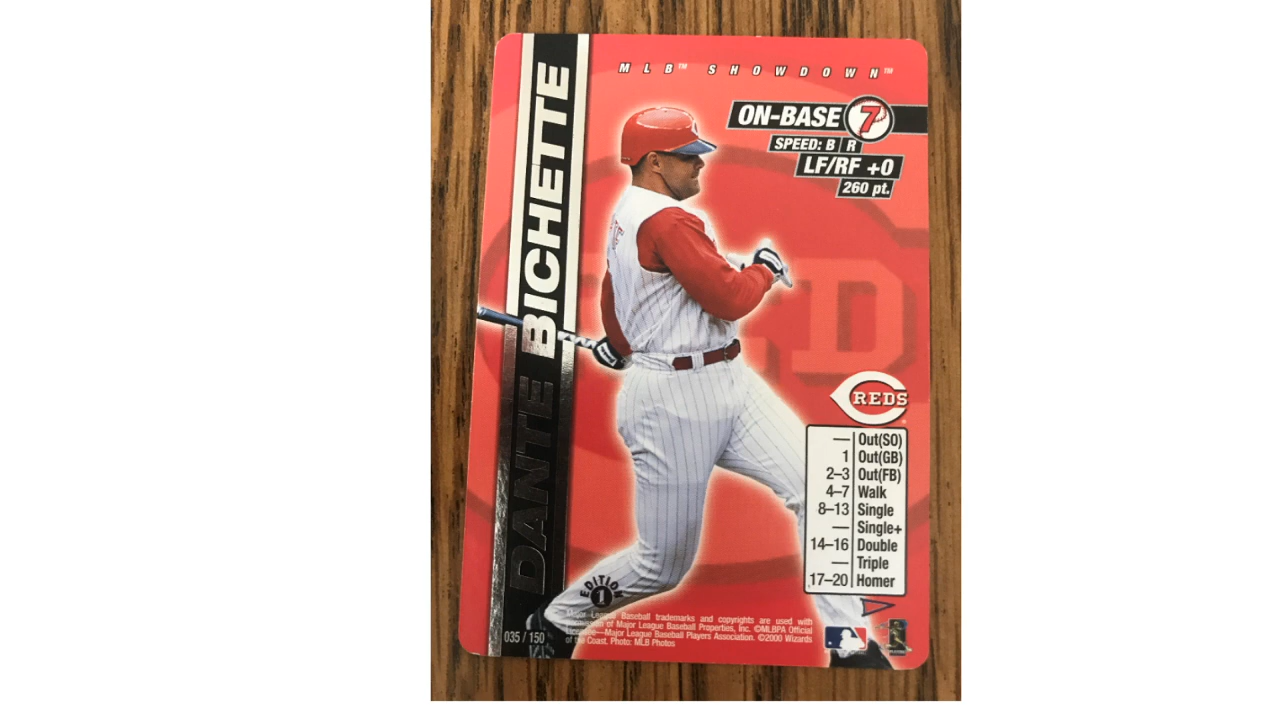 MLB™ SHOWDOWN™
DANTE BICHETTE
ON-BASE 7
SPEED: B R
LF/RF +0
260 pt.
REDS
— Out(SO)
1 Out(GB)
2–3 Out(FB)
4–7 Walk
8–13 Single
— Single+
14–16 Double
— Triple
17–20 Homer
EDITION
1
035 / 150
Major League Baseball trademarks and copyrights are used with
permission of Major League Baseball Properties, Inc. ©MLBPA Official
Licensee—Major League Baseball Players Association. ©2000 Wizards
of the Coast. Photo: MLB Photos